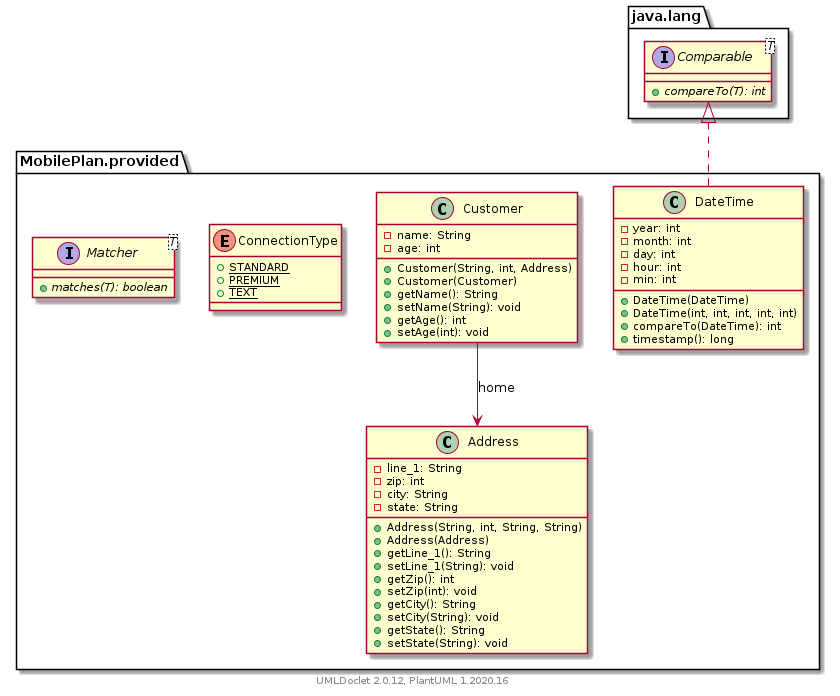 java.lang
I Comparable T
compareTo(T): int
MobilePlan.provided
I Matcher T
matches(T): boolean
E ConnectionType
STANDARD
PREMIUM
TEXT
C Customer
name: String
age: int
Customer(String, int, Address)
Customer(Customer)
getName(): String
setName(String): void
getAge(): int
setAge(int): void
C DateTime
year: int
month: int
day: int
hour: int
min: int
DateTime(DateTime)
DateTime(int, int, int, int, int)
compareTo(DateTime): int
timestamp(): long
home
C Address
line_1: String
zip: int
city: String
state: String
Address(String, int, String, String)
Address(Address)
getLine_1(): String
setLine_1(String): void
getZip(): int
setZip(int): void
getCity(): String
setCity(String): void
getState(): String
setState(String): void
UMLDoclet 2.0.12, PlantUML 1.2020.16